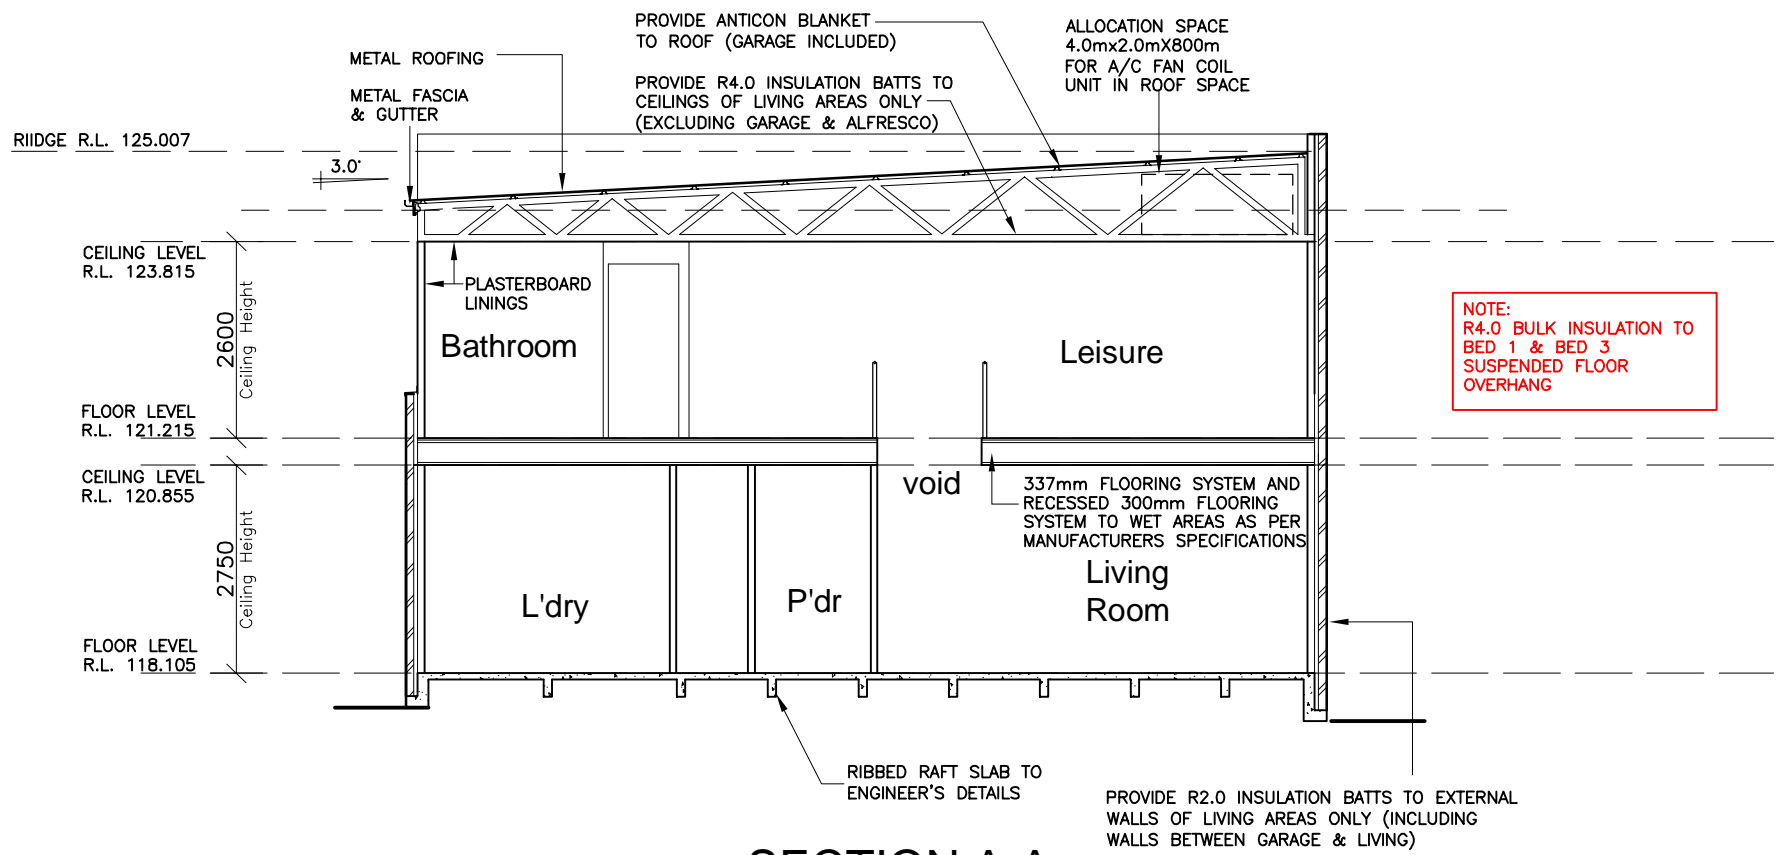 PROVIDE ANTICON BLANKET
TO ROOF (GARAGE INCLUDED)
ALLOCATION SPACE
4.0mx2.0mX800m
FOR A/C FAN COIL
UNIT IN ROOF SPACE
METAL ROOFING
PROVIDE R4.0 INSULATION BATTS TO
CEILINGS OF LIVING AREAS ONLY
(EXCLUDING GARAGE & ALFRESCO)
METAL FASCIA
& GUTTER
RIIDGE R.L. 125.007
3.0°
CEILING LEVEL
R.L. 123.815
PLASTERBOARD
LININGS
2600
Ceiling Height
Bathroom
Leisure
NOTE:
R4.0 BULK INSULATION TO
BED 1 & BED 3
SUSPENDED FLOOR
OVERHANG
FLOOR LEVEL
R.L. 121.215
CEILING LEVEL
R.L. 120.855
void
337mm FLOORING SYSTEM AND
RECESSED 300mm FLOORING
SYSTEM TO WET AREAS AS PER
MANUFACTURERS SPECIFICATIONS
2750
Ceiling Height
L'dry
P'dr
Living
Room
FLOOR LEVEL
R.L. 118.105
RIBBED RAFT SLAB TO
ENGINEER'S DETAILS
PROVIDE R2.0 INSULATION BATTS TO EXTERNAL
WALLS OF LIVING AREAS ONLY (INCLUDING
WALLS BETWEEN GARAGE & LIVING)
SECTION A-A